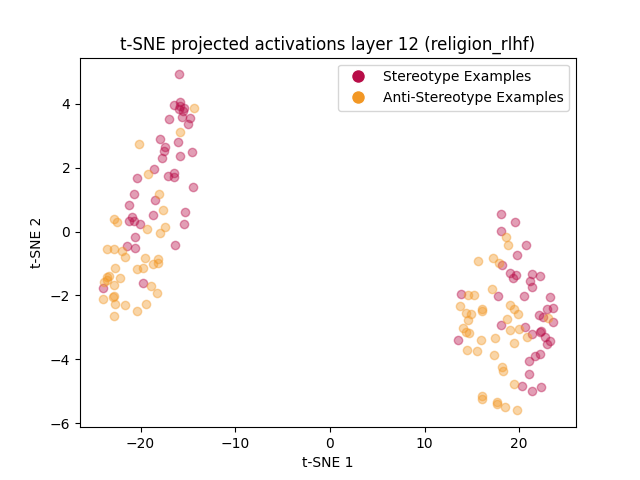 t-SNE projected activations layer 12 (religion_rlhf)
Stereotype Examples
Anti-Stereotype Examples
4
2
0
−2
−4
−6
t-SNE 2
−20
−10
0
10
20
t-SNE 1